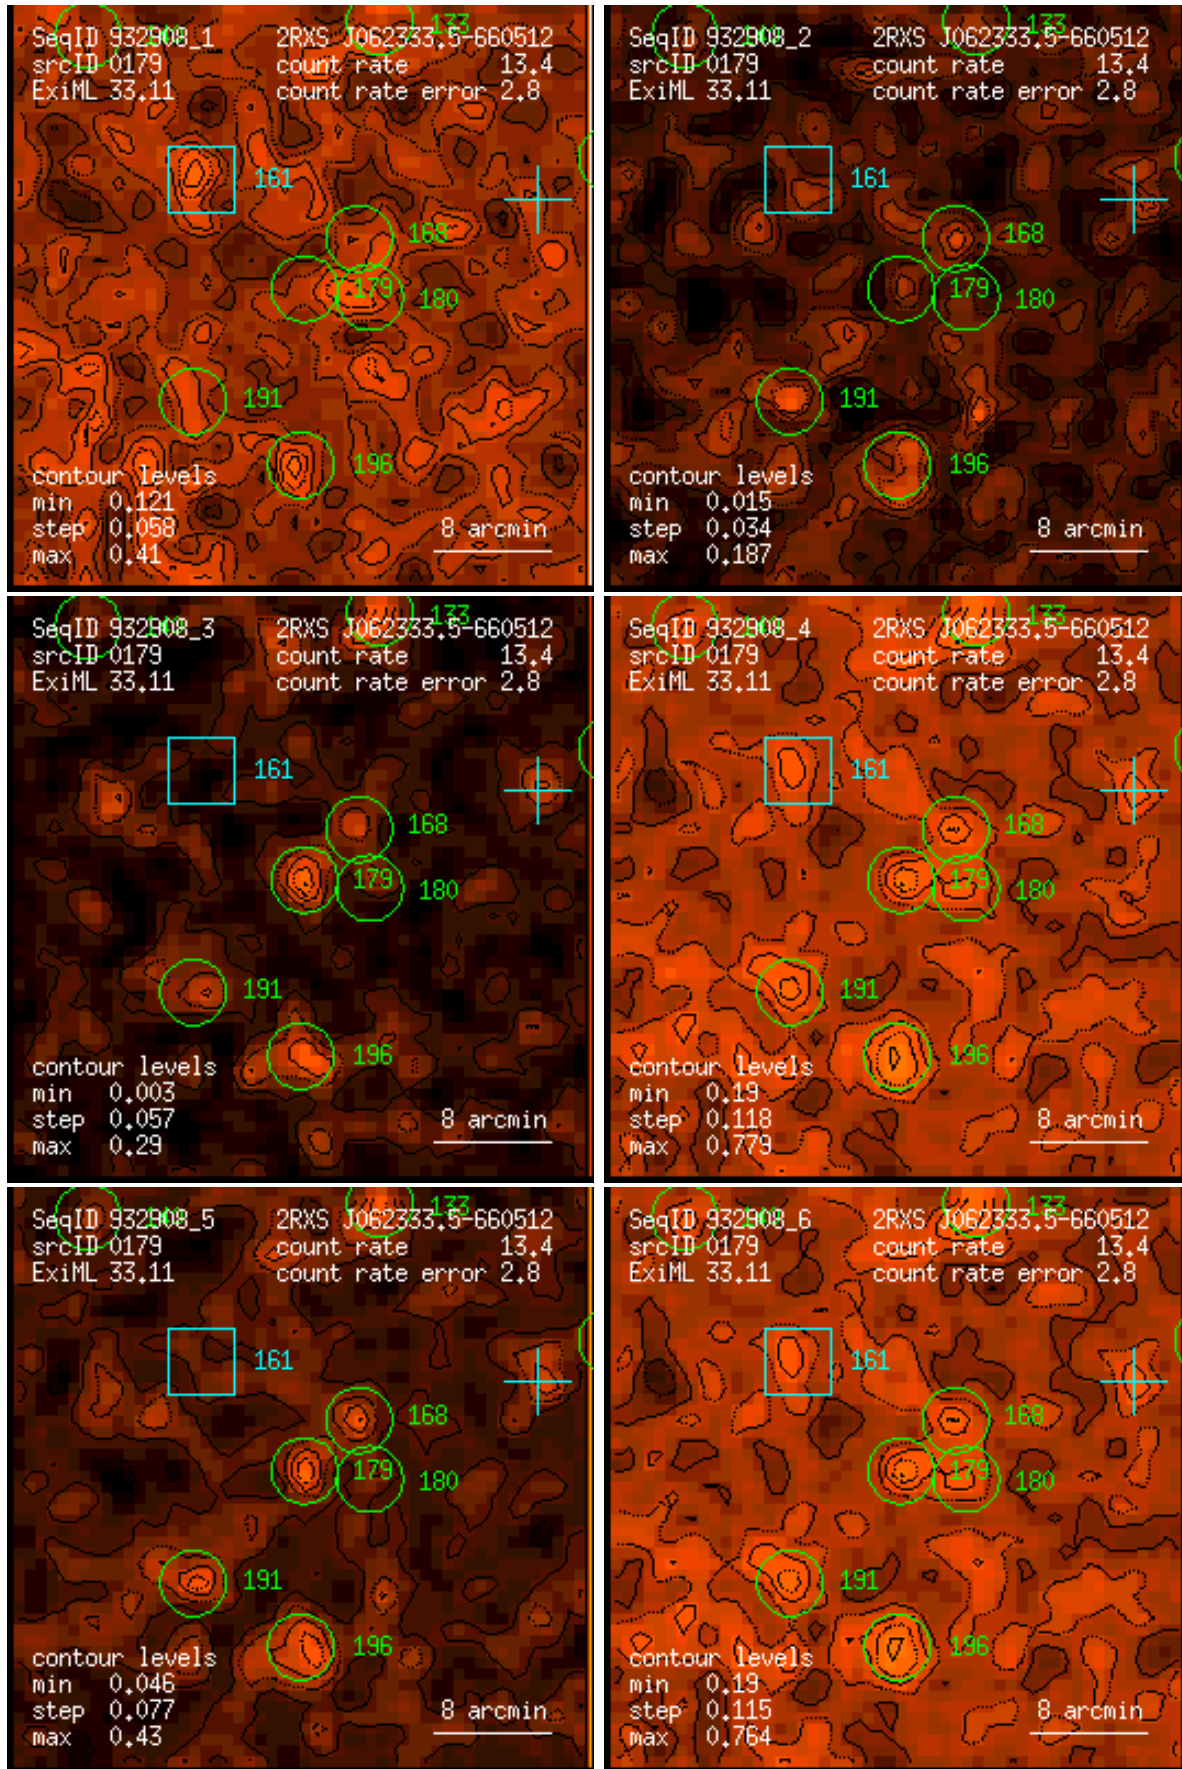 133
SeqID 932908_1 2RXS J062333.5-660512
srcID 0179 count rate 13.4
ExiML 33.11 count rate error 2.8
161
168
179 180
191
196
contour levels
min 0.121
step 0.058 8 arcmin
max 0.41
133
SeqID 932908_2 2RXS J062333.5-660512
srcID 0179 count rate 13.4
ExiML 33.11 count rate error 2.8
161
168
179 180
191
196
contour levels
min 0.015
step 0.034 8 arcmin
max 0.187
133
SeqID 932908_3 2RXS J062333.5-660512
srcID 0179 count rate 13.4
ExiML 33.11 count rate error 2.8
161
168
179 180
191
196
contour levels
min 0.003
step 0.057 8 arcmin
max 0.29
133
SeqID 932908_4 2RXS J062333.5-660512
srcID 0179 count rate 13.4
ExiML 33.11 count rate error 2.8
161
168
179 180
191
196
contour levels
min 0.19
step 0.118 8 arcmin
max 0.779
133
SeqID 932908_5 2RXS J062333.5-660512
srcID 0179 count rate 13.4
ExiML 33.11 count rate error 2.8
161
168
179 180
191
196
contour levels
min 0.046
step 0.077 8 arcmin
max 0.43
133
SeqID 932908_6 2RXS J062333.5-660512
srcID 0179 count rate 13.4
ExiML 33.11 count rate error 2.8
161
168
179 180
191
196
contour levels
min 0.19
step 0.115 8 arcmin
max 0.764